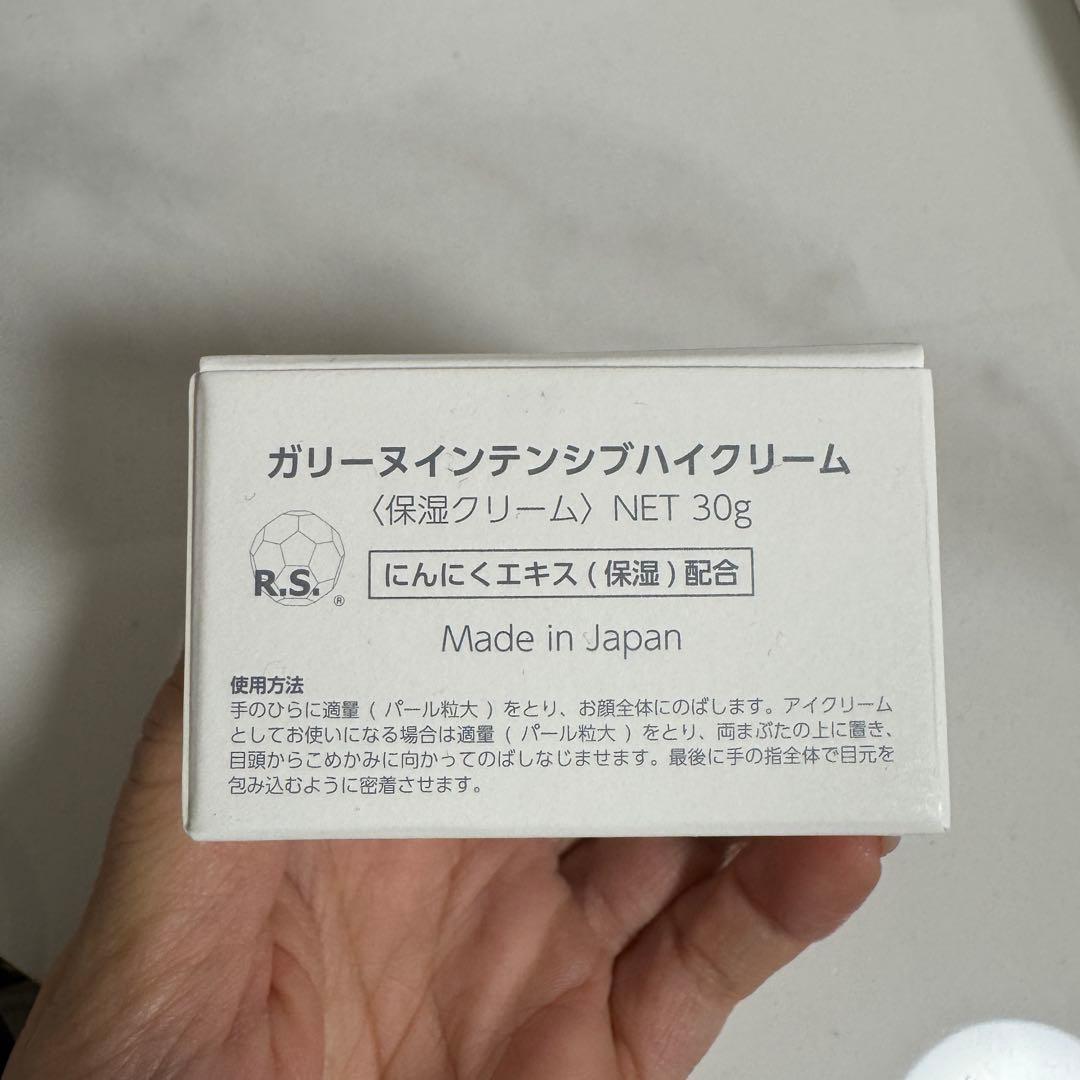 ガリーヌインテンシブハイクリーム
〈保湿クリーム〉NET 30g
R.S.®
にんにくエキス(保湿)配合
Made in Japan
使用方法
手のひらに適量(パール粒大)をとり、お顔全体にのばします。アイクリーム
としてお使いになる場合は適量(パール粒大)をとり、両まぶたの上に置き、
目頭からこめかみに向かってのばしなじませます。最後に手の指全体で目元を
包み込むように密着させます。